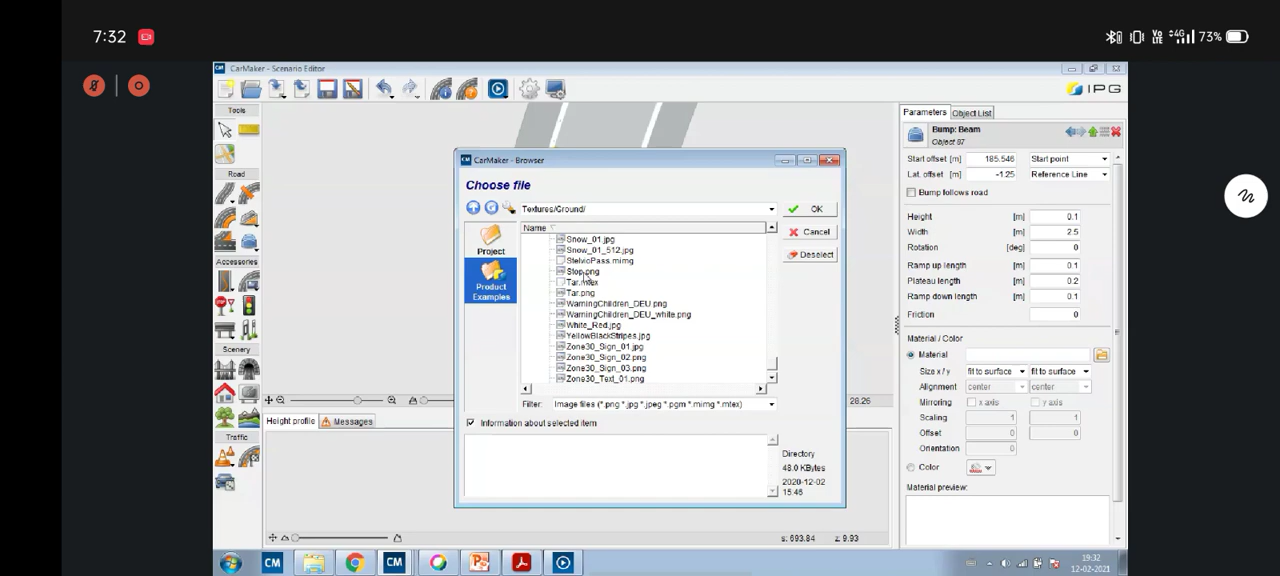 7:32
4G
73%
CarMaker - Scenario Editor
IPG
Tools
Road
Accessories
Scenery
Traffic
CarMaker - Browser
Choose file
Textures/Ground/
OK
Cancel
Deselect
Project
Product
Examples
Name
Snow_01.jpg
Snow_01_512.jpg
StelvioPass.mimg
Stop.png
Tar.mtex
Tar.png
WarningChildren_DEU.png
WarningChildren_DEU_white.png
White_Red.jpg
YellowBlackStripes.jpg
Zone30_Sign_01.jpg
Zone30_Sign_02.png
Zone30_Sign_03.png
Zone30_Text_01.png
Filter: Image files (*.png *.jpg *.jpeg *.pgm *.mimg *.mtex)
Information about selected item
Directory
48.0 KBytes
2020-12-02
15:46
28.26
Height profile Messages
s: 693.84 z: 9.93
Parameters Object List
Bump: Beam
Object 87
Start offset [m] 185.546 Start point
Lat. offset [m] -1.25 Reference Line
Bump follows road
Height [m] 0.1
Width [m] 2.5
Rotation [deg] 0
Ramp up length [m] 0.1
Plateau length [m] 0.2
Ramp down length [m] 0.1
Friction 0
Material / Color
Material
Size x / y fit to surface fit to surface
Alignment center center
Mirroring x axis y axis
Scaling 1 1
Offset 0 0
Orientation 0
Color
Material preview:
CM
CM
19:32
12-02-2021